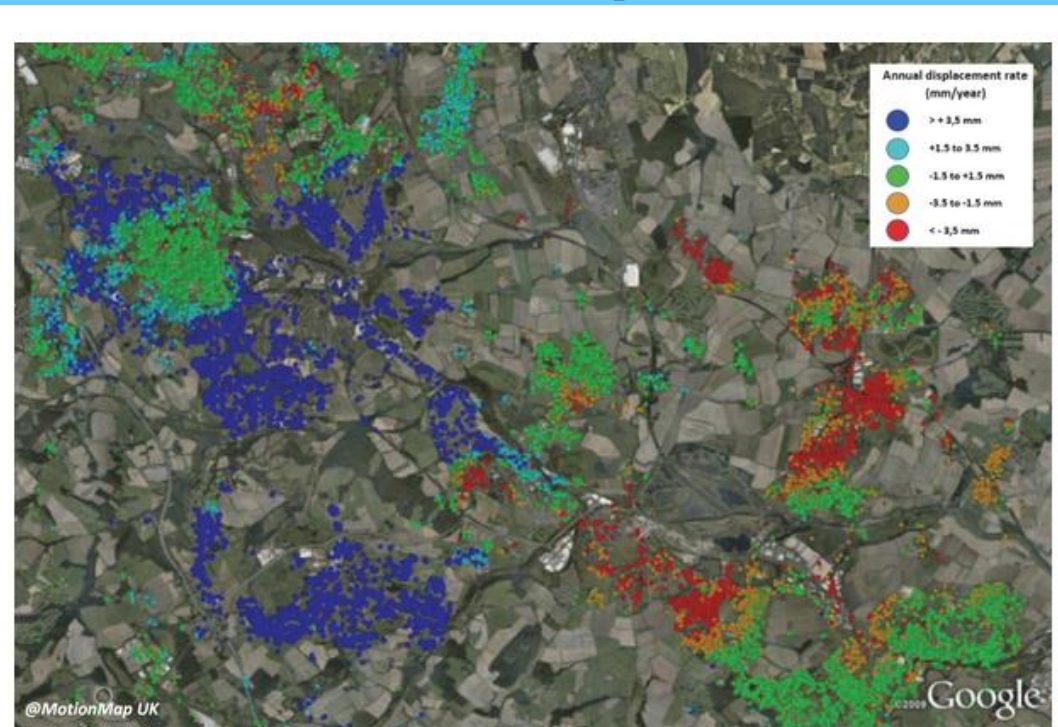 Annual displacement rate
(mm/year)
> + 3,5 mm
+1.5 to 3.5 mm
-1.5 to +1.5 mm
-3.5 to -1.5 mm
< - 3,5 mm
@MotionMap UK
©2009 Google